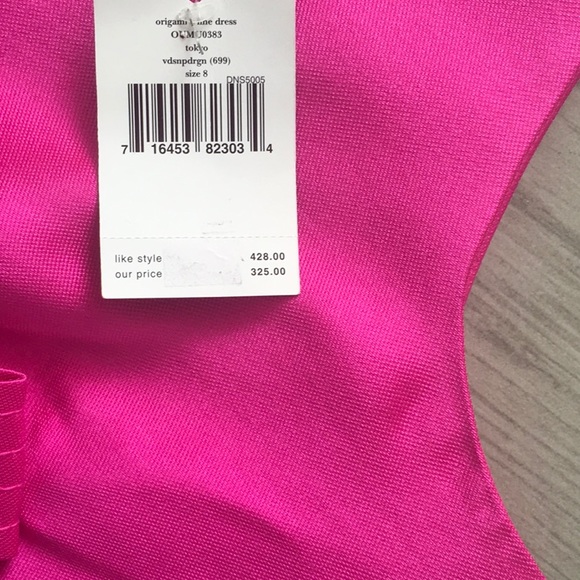 origami line dress
OUMU0383
tokyo
vdsnpdrgn (699)
size 8
DNS5005
7 16453 82303 4
like style 428.00
our price 325.00